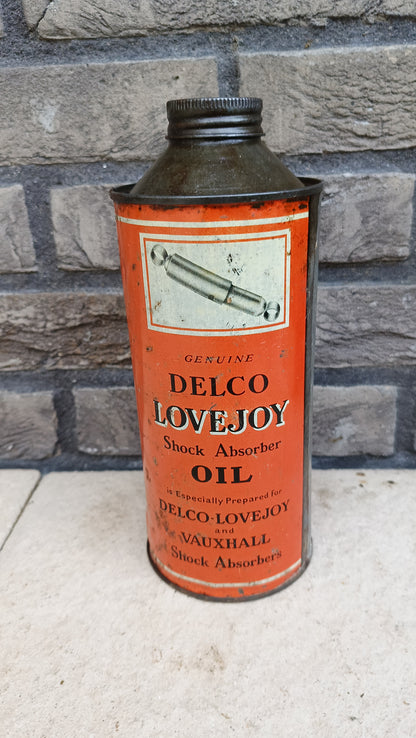 GENUINE
DELCO
LOVEJOY
Shock Absorber
OIL
is Especially Prepared for
DELCO-LOVEJOY
and
VAUXHALL
Shock Absorbers